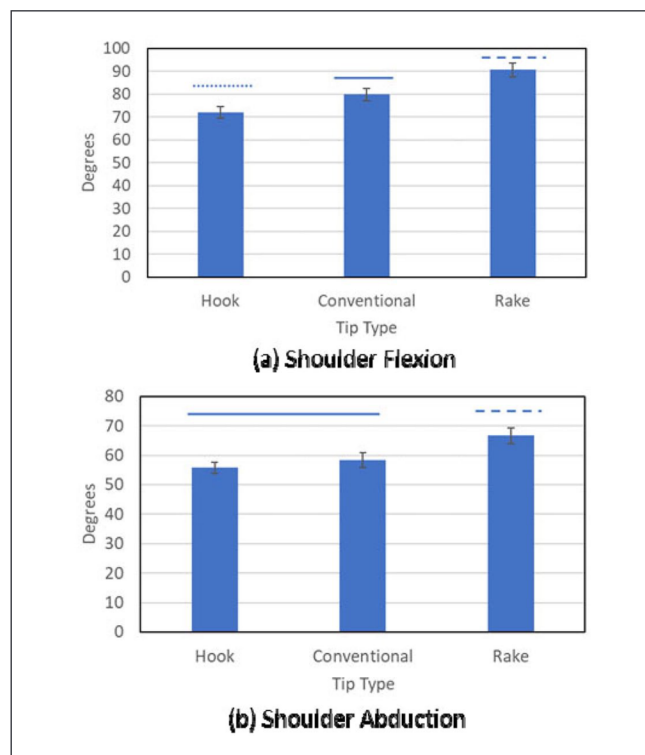 100
90
80
70
60
50
40
30
20
10
0
Degrees
Hook Conventional Rake
Tip Type
(a) Shoulder Flexion
80
70
60
50
40
30
20
10
0
Degrees
Hook Conventional Rake
Tip Type
(b) Shoulder Abduction